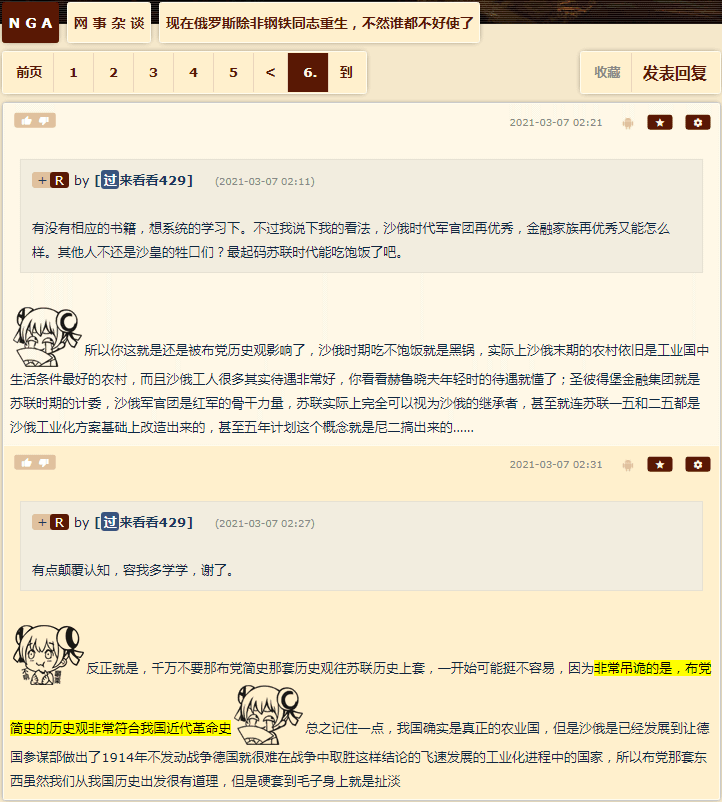 NGA 网事杂谈 现在俄罗斯除非钢铁同志重生，不然谁都不好使了
前页 1 2 3 4 5 < 6. 到 收藏 发表回复
2021-03-07 02:21
+ R by [过来看看429] (2021-03-07 02:11)
有没有相应的书籍，想系统的学习下。不过我说下我的看法，沙俄时代军官团再优秀，金融家族再优秀又能怎么
样。其他人不还是沙皇的牲口们？最起码苏联时代能吃饱饭了吧。
所以你这就是还是被布党历史观影响了，沙俄时期吃不饱饭就是黑锅，实际上沙俄末期的农村依旧是工业国中
生活条件最好的农村，而且沙俄工人很多其实待遇非常好，你看看赫鲁晓夫年轻时的待遇就懂了；圣彼得堡金融集团就是
苏联时期的计委，沙俄军官团是红军的骨干力量，苏联实际上完全可以视为沙俄的继承者，甚至就连苏联一五和二五都是
沙俄工业化方案基础上改造出来的，甚至五年计划这个概念就是尼二搞出来的……
2021-03-07 02:31
+ R by [过来看看429] (2021-03-07 02:27)
有点颠覆认知，容我多学学，谢了。
反正就是，千万不要那布党简史那套历史观往苏联历史上套，一开始可能挺不容易，因为非常吊诡的是，布党
简史的历史观非常符合我国近代革命史 总之记住一点，我国确实是真正的农业国，但是沙俄是已经发展到让德
国参谋部做出了1914年不发动战争德国就很难在战争中取胜这样结论的飞速发展的工业化进程中的国家，所以布党那套东
西虽然我们从我国历史出发很有道理，但是硬套到毛子身上就是扯淡